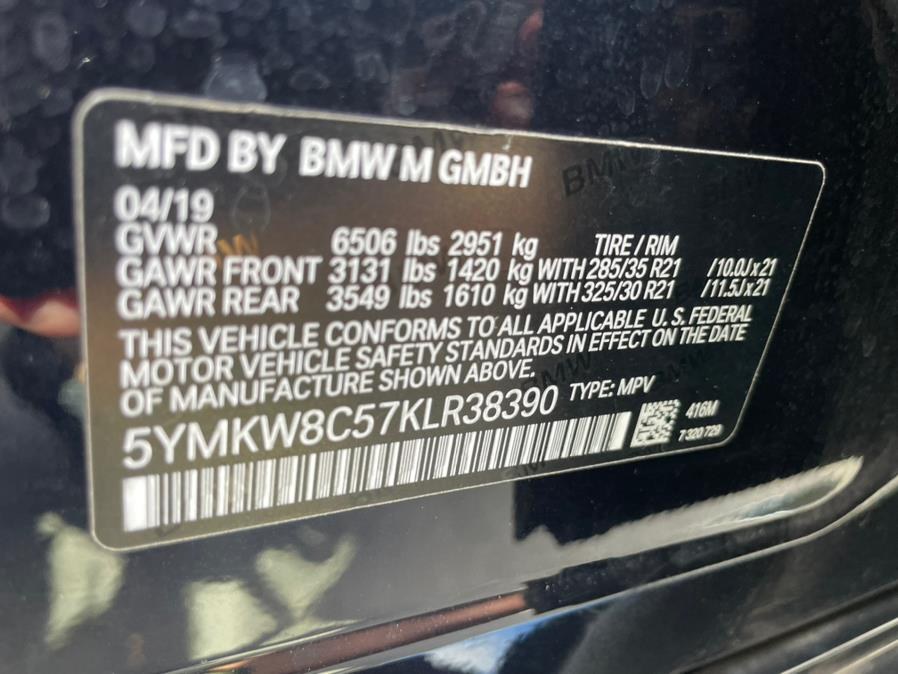 MFD BY BMW M GMBH
04/19
GVWR 6506 lbs 2951 kg TIRE / RIM
GAWR FRONT 3131 lbs 1420 kg WITH 285/35 R21 /10.0J x 21
GAWR REAR 3549 lbs 1610 kg WITH 325/30 R21 /11.5J x 21
THIS VEHICLE CONFORMS TO ALL APPLICABLE U.S. FEDERAL
MOTOR VEHICLE SAFETY STANDARDS IN EFFECT ON THE DATE
OF MANUFACTURE SHOWN ABOVE.
5YMKW8C57KLR38390 TYPE: MPV
416M
7 320 729
BMW
BMW